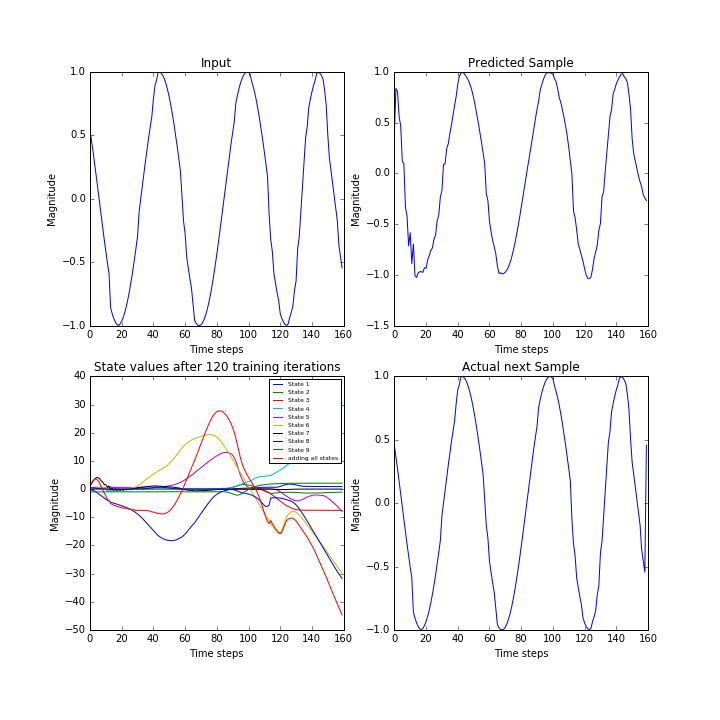 Input
Predicted Sample
1.0
0.5
0.0
−0.5
−1.0
Magnitude
0 20 40 60 80 100 120 140 160
Time steps
1.0
0.5
0.0
−0.5
−1.0
−1.5
Magnitude
0 20 40 60 80 100 120 140 160
Time steps
State values after 120 training iterations
40
30
20
10
0
−10
−20
−30
−40
−50
Magnitude
State 1
State 2
State 3
State 4
State 5
State 6
State 7
State 8
State 9
adding all states
0 20 40 60 80 100 120 140 160
Time steps
Actual next Sample
1.0
0.5
0.0
−0.5
−1.0
Magnitude
0 20 40 60 80 100 120 140 160
Time steps